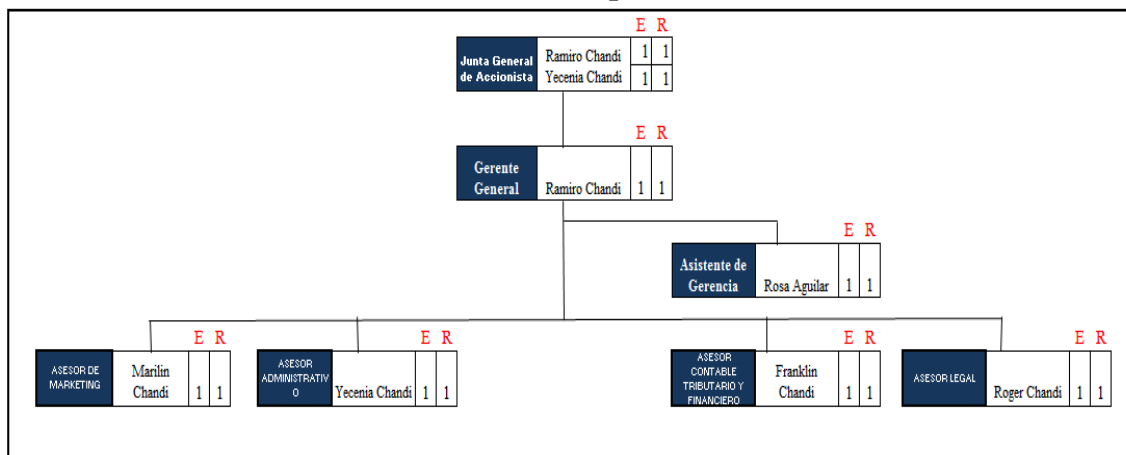 E R
Junta General
de Accionista
Ramiro Chandi 1 1
Yecenia Chandi 1 1
E R
Gerente
General
Ramiro Chandi 1 1
E R
Asistente de
Gerencia
Rosa Aguilar 1 1
E R
ASESOR DE
MARKETING
Marilin
Chandi 1 1
E R
ASESOR
ADMINISTRATIV
O
Yecenia Chandi 1 1
E R
ASESOR
CONTABLE
TRIBUTARIO Y
FINANCIERO
Franklin
Chandi 1 1
E R
ASESOR LEGAL
Roger Chandi 1 1